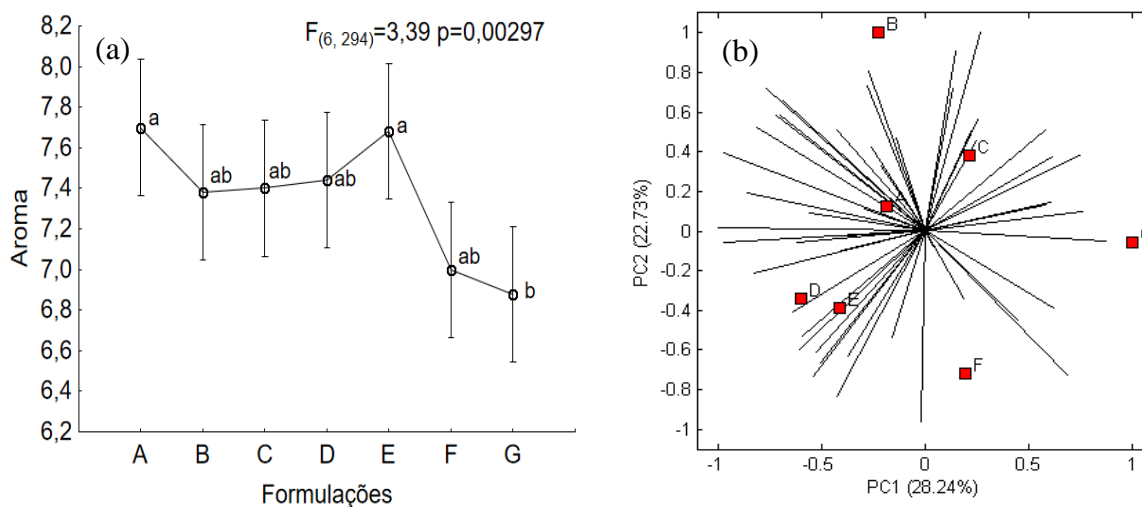 (a)
F(6, 294)=3,39 p=0,00297
Aroma
8,2
8,0
7,8
7,6
7,4
7,2
7,0
6,8
6,6
6,4
6,2
a
ab
ab
ab
a
ab
b
A B C D E F G
Formulações
(b)
PC2 (22.73%)
1
0.8
0.6
0.4
0.2
0
-0.2
-0.4
-0.6
-0.8
-1
B
C
D
E
F
-1 -0.5 0 0.5 1
PC1 (28.24%)